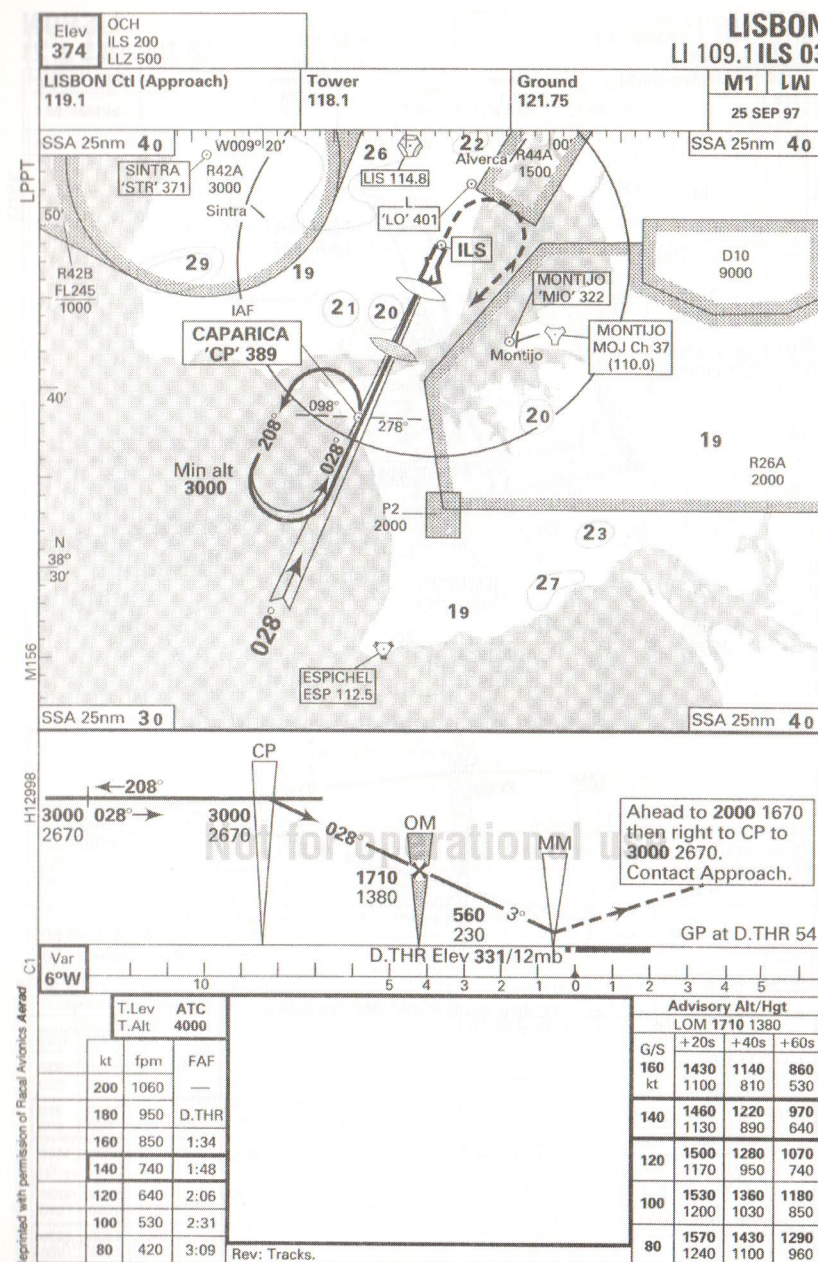 LISBON
LI 109.1 ILS 03
Elev
374
OCH
ILS 200
LLZ 500
LISBON Ctl (Approach)
119.1
Tower
118.1
Ground
121.75
M1 M1
25 SEP 97
SSA 25nm 40
SSA 25nm 40
LPPT
W009° 20'
00'
SINTRA
'STR' 371
R42A
3000
Sintra
26
LIS 114.8
22
Alverca
R44A
1500
L
'LO' 401
50'
R42B
FL245
1000
29
19
ILS
D10
9000
IAF
CAPARICA
'CP' 389
21
20
MONTIJO
'MIO' 322
Montijo
MONTIJO
MOJ Ch 37
(110.0)
40'
098°
278°
208°
028°
20
19
R26A
2000
Min alt
3000
P2
2000
N
38°
30'
23
27
19
028°
ESPICHEL
ESP 112.5
M156
SSA 25nm 30
SSA 25nm 40
H12998
CP
208°
3000 028° 3000
2670 2670
028°
OM
MM
1710
1380
560
230
3°
Ahead to 2000 1670
then right to CP to
3000 2670.
Contact Approach.
Not for operational use
GP at D.THR 54
D.THR Elev 331/12mb
C1
Var
6°W
10 5 4 3 2 1 0 1 2 3 4 5
T.Lev ATC
T.Alt 4000
kt fpm FAF
200 1060 —
180 950 D.THR
160 850 1:34
140 740 1:48
120 640 2:06
100 530 2:31
80 420 3:09
Rev: Tracks.
Advisory Alt/Hgt
LOM 1710 1380
G/S +20s +40s +60s
160 1430 1140 860
kt 1100 810 530
140 1460 1220 970
1130 890 640
120 1500 1280 1070
1170 950 740
100 1530 1360 1180
1200 1030 850
80 1570 1430 1290
1240 1100 960
eprinted with permission of Racal Avionics Aerad